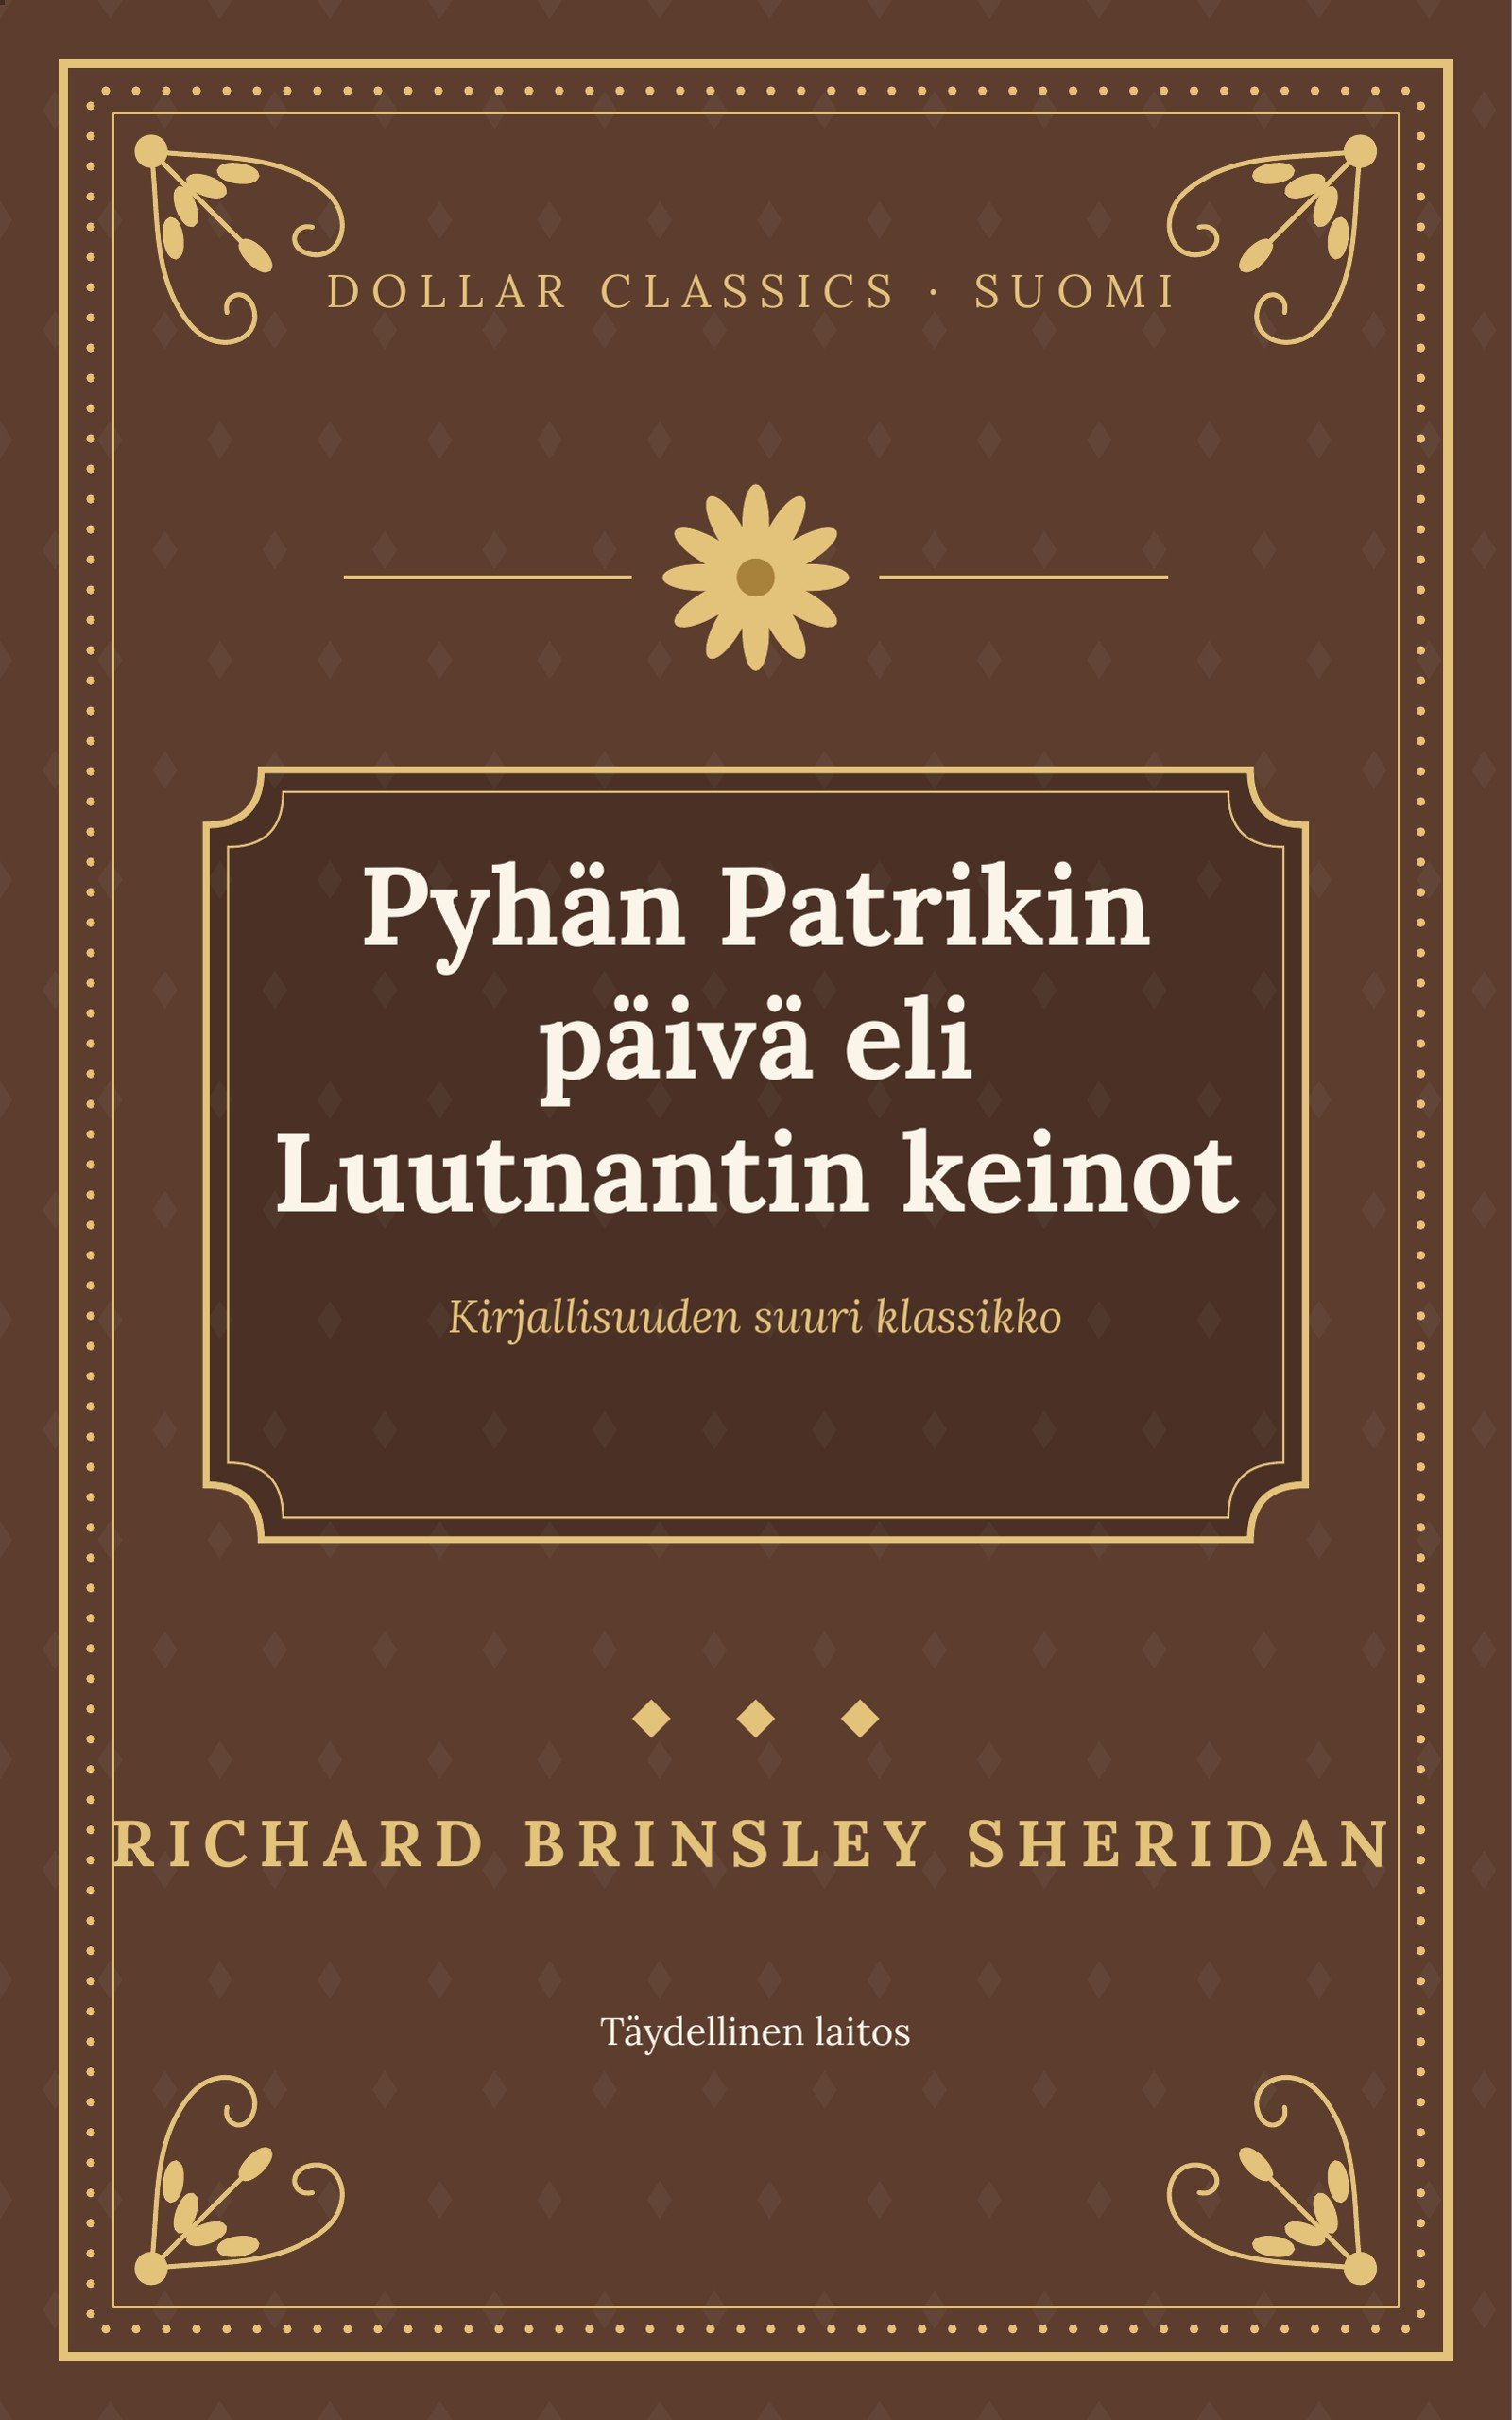 DOLLAR CLASSICS · SUOMI
Pyhän Patrikin
päivä eli
Luutnantin keinot
Kirjallisuuden suuri klassikko
RICHARD BRINSLEY SHERIDAN
Täydellinen laitos